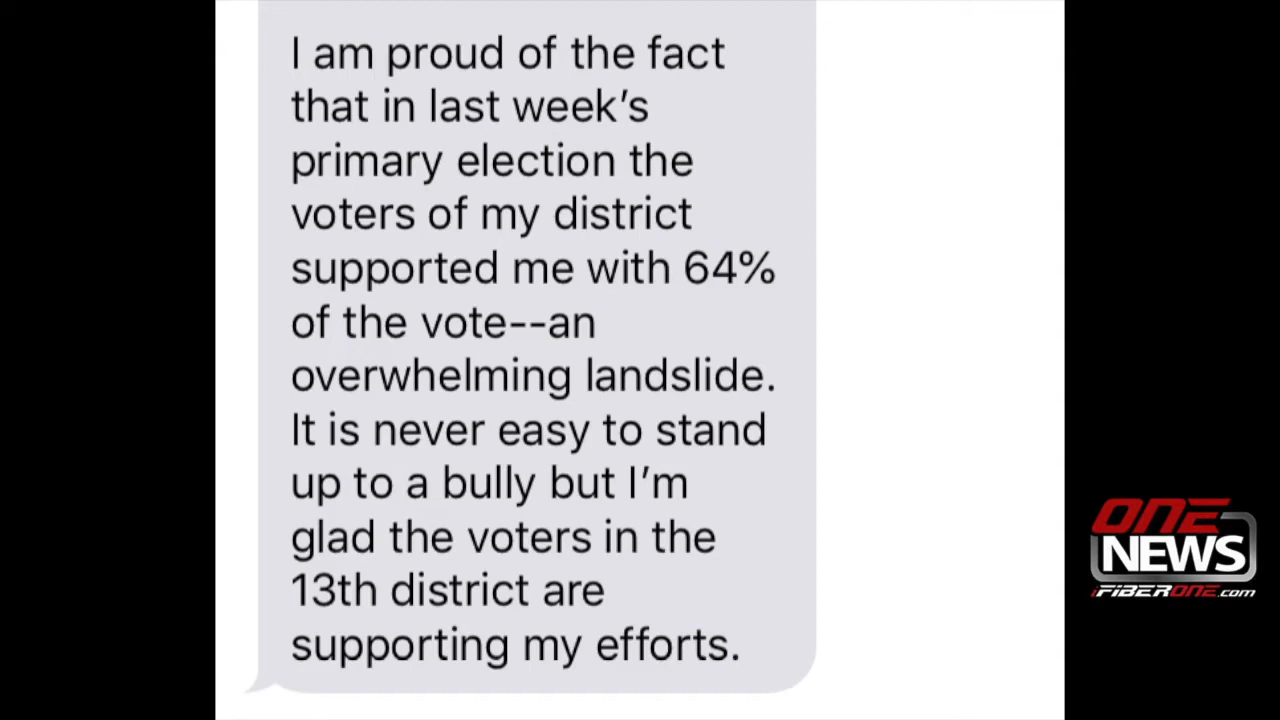 I am proud of the fact
that in last week’s
primary election the
voters of my district
supported me with 64%
of the vote--an
overwhelming landslide.
It is never easy to stand
up to a bully but I’m
glad the voters in the
13th district are
supporting my efforts.
ONE
NEWS
iFIBERONE.com